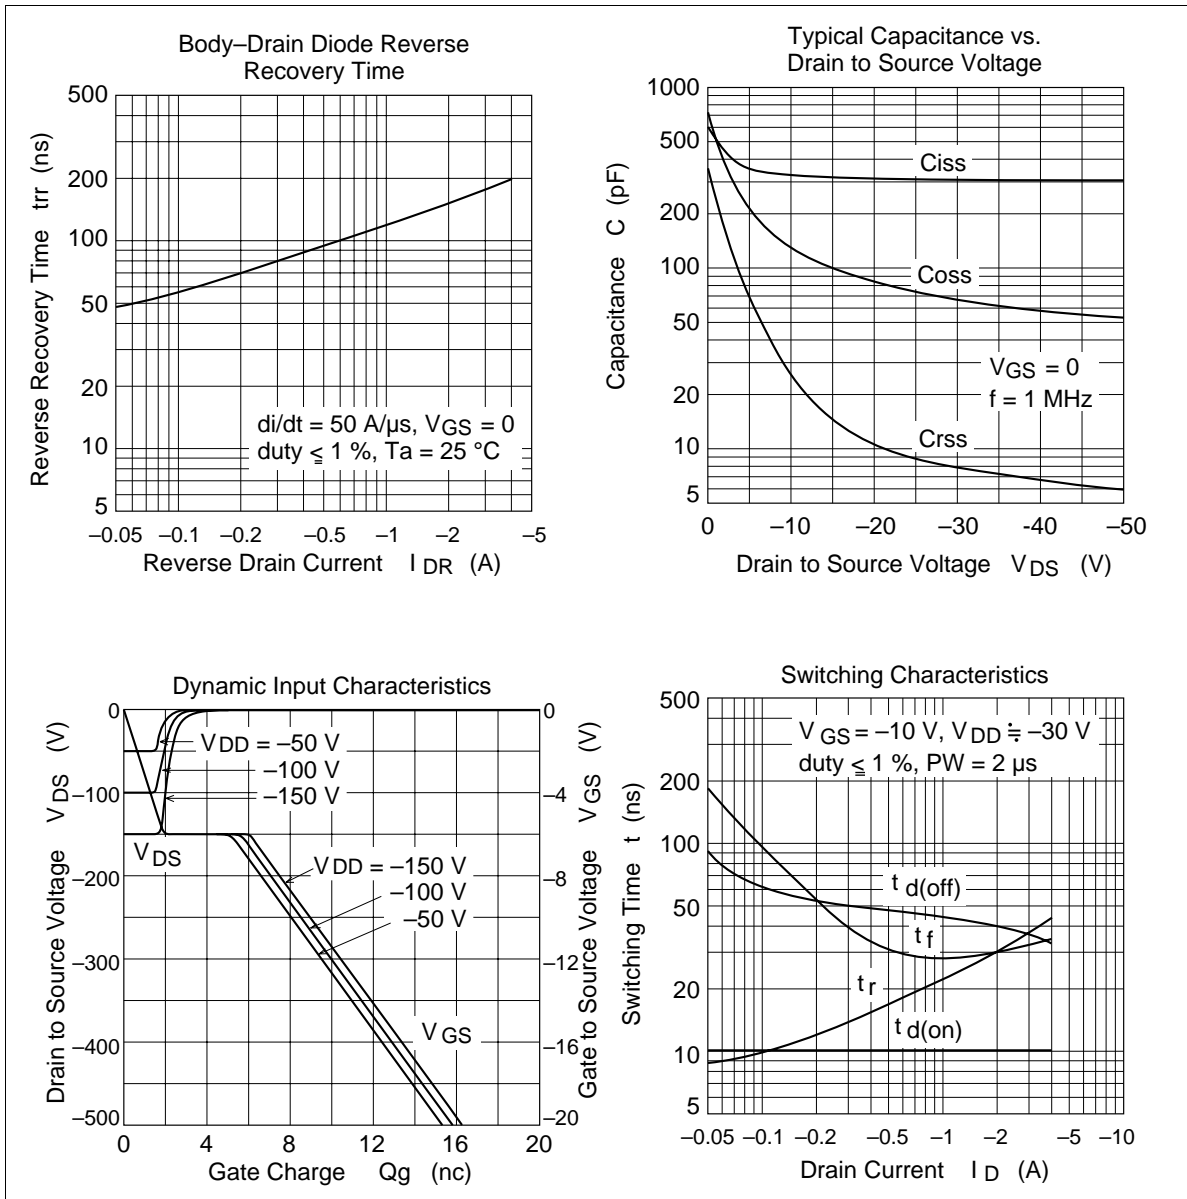 Body–Drain Diode Reverse
Recovery Time
500
200
100
50
20
10
5
Reverse Recovery Time trr (ns)
di/dt = 50 A/µs, VGS = 0
duty ≦ 1 %, Ta = 25 °C
–0.05 –0.1 –0.2 –0.5 –1 –2 –5
Reverse Drain Current I DR (A)
Typical Capacitance vs.
Drain to Source Voltage
1000
500
200
100
50
20
10
5
Capacitance C (pF)
Ciss
Coss
Crss
VGS = 0
f = 1 MHz
0 -10 -20 -30 -40 -50
Drain to Source Voltage VDS (V)
Dynamic Input Characteristics
0
–100
–200
–300
–400
–500
Drain to Source Voltage VDS (V)
VDD = –50 V
–100 V
–150 V
VDS
VDD = –150 V
–100 V
–50 V
VGS
0
–4
–8
–12
–16
–20
Gate to Source Voltage VGS (V)
0 4 8 12 16 20
Gate Charge Qg (nc)
Switching Characteristics
500
200
100
50
20
10
5
Switching Time t (ns)
VGS = –10 V, VDD ≒ –30 V
duty ≦ 1 %, PW = 2 µs
t d(off)
t f
t r
t d(on)
–0.05 –0.1 –0.2 –0.5 –1 –2 –5 –10
Drain Current I D (A)